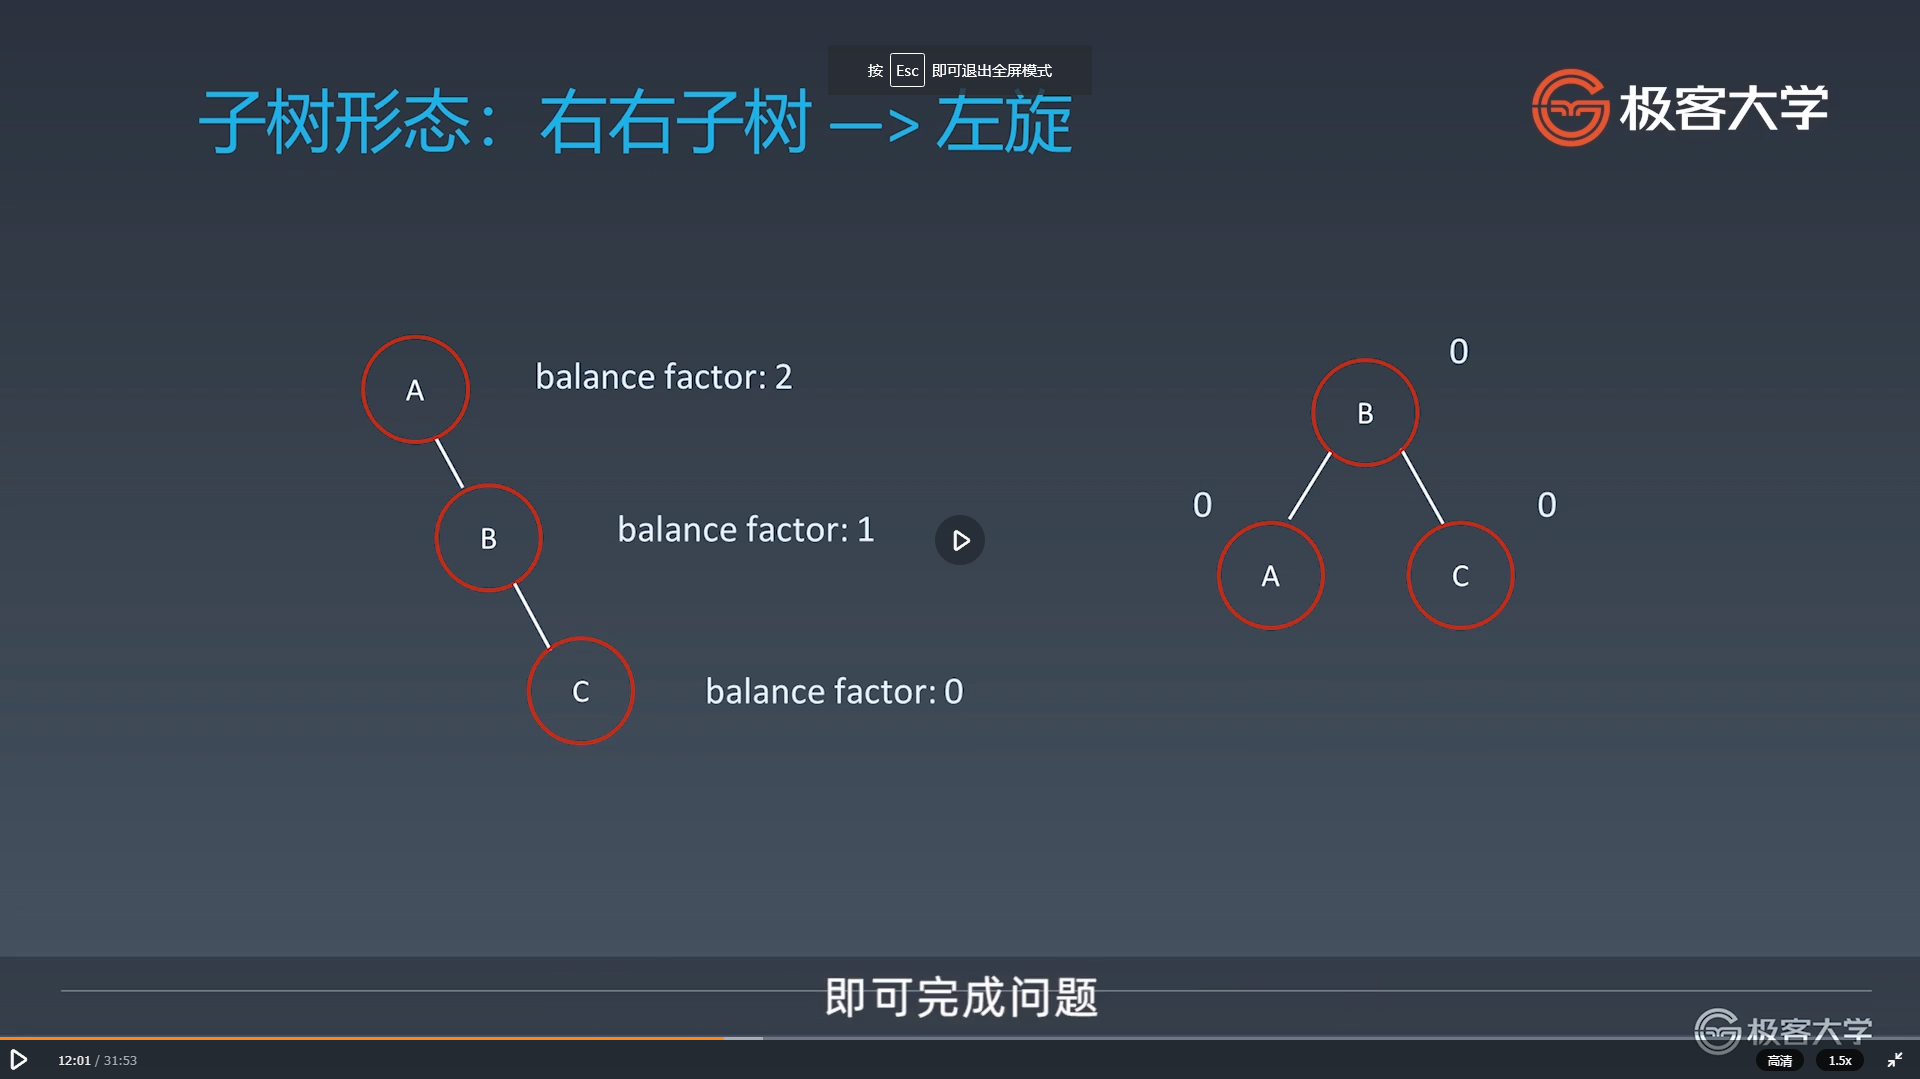 按 Esc 即可退出全屏模式
子树形态：右右子树 —> 左旋
极客大学
A
balance factor: 2
B
balance factor: 1
C
balance factor: 0
0
B
0
0
A
C
即可完成问题
极客大学
12:01 / 31:53
高清
1.5x